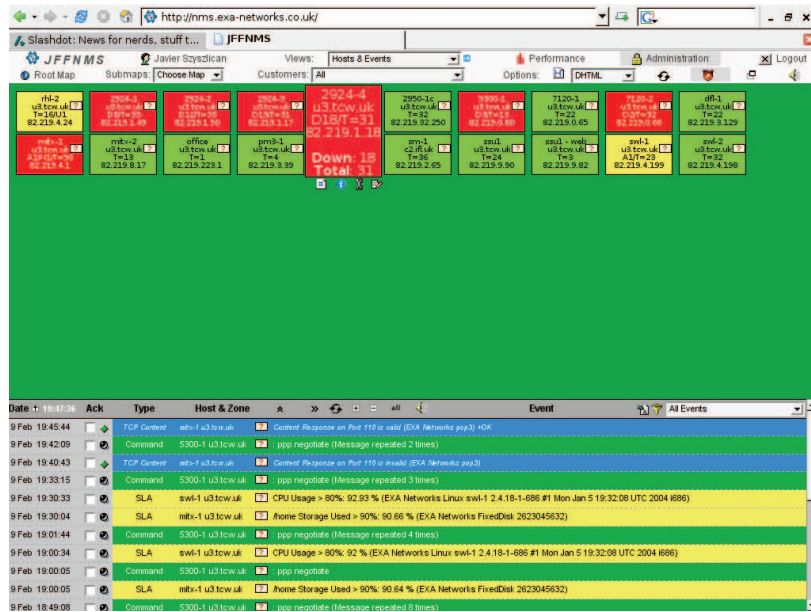 http://nms.exa-networks.co.uk/
G
Slashdot: News for nerds, stuff t...
JFFNMS
JFFNMS
Javier Szyszlican
Views:
Hosts & Events
Performance
Administration
Logout
Root Map
Submaps:
Choose Map
Customers:
All
Options:
DHTML
rhl-2
u3.tcw.uk
T=16/U1
82.219.4.24
2924-4
u3.tcw.uk
D18/T=31
82.219.1.18
Down: 18
Total: 31
2950-1c
u3.tcw.uk
T=32
82.219.32.250
7120-1
u3.tcw.uk
T=22
82.219.0.65
dfl-1
u3.tcw.uk
T=22
82.219.3.129
mitx-2
u3.tcw.uk
T=13
82.219.8.17
office
u3.tcw.uk
T=1
82.219.223.1
pm3-1
u3.tcw.uk
T=4
82.219.3.39
sm-1
c2.ifl.uk
T=36
82.219.2.65
ssu1
u3.tcw.uk
T=24
82.219.9.90
ssu1 - web
u3.tcw.uk
T=3
82.219.9.82
swl-1
u3.tcw.uk
A1/T=23
82.219.4.199
swl-2
u3.tcw.uk
T=32
82.219.4.198
Date 19:47:36 Ack Type Host & Zone all Event All Events
9 Feb 19:45:44 TCP Content mitx-1 u3.tcw.uk Content Response on Port 110 is valid (EXA Networks pop3) +OK
9 Feb 19:42:09 Command 5300-1 u3.tcw.uk : ppp negotiate (Message repeated 2 times)
9 Feb 19:40:43 TCP Content mitx-1 u3.tcw.uk Content Response on Port 110 is invalid (EXA Networks pop3)
9 Feb 19:33:15 Command 5300-1 u3.tcw.uk : ppp negotiate (Message repeated 3 times)
9 Feb 19:30:33 SLA swl-1 u3.tcw.uk CPU Usage > 80%: 92.93 % (EXA Networks Linux swl-1 2.4.18-1-686 #1 Mon Jan 5 19:32:08 UTC 2004 i686)
9 Feb 19:30:04 SLA mitx-1 u3.tcw.uk /home Storage Used > 90%: 90.66 % (EXA Networks FixedDisk 2623045632)
9 Feb 19:01:44 Command 5300-1 u3.tcw.uk : ppp negotiate (Message repeated 4 times)
9 Feb 19:00:34 SLA swl-1 u3.tcw.uk CPU Usage > 80%: 92 % (EXA Networks Linux swl-1 2.4.18-1-686 #1 Mon Jan 5 19:32:08 UTC 2004 i686)
9 Feb 19:00:05 Command 5300-1 u3.tcw.uk : ppp negotiate
9 Feb 19:00:05 SLA mitx-1 u3.tcw.uk /home Storage Used > 90%: 90.64 % (EXA Networks FixedDisk 2623045632)
9 Feb 18:49:08 Command 5300-1 u3.tcw.uk : ppp negotiate (Message repeated 6 times)